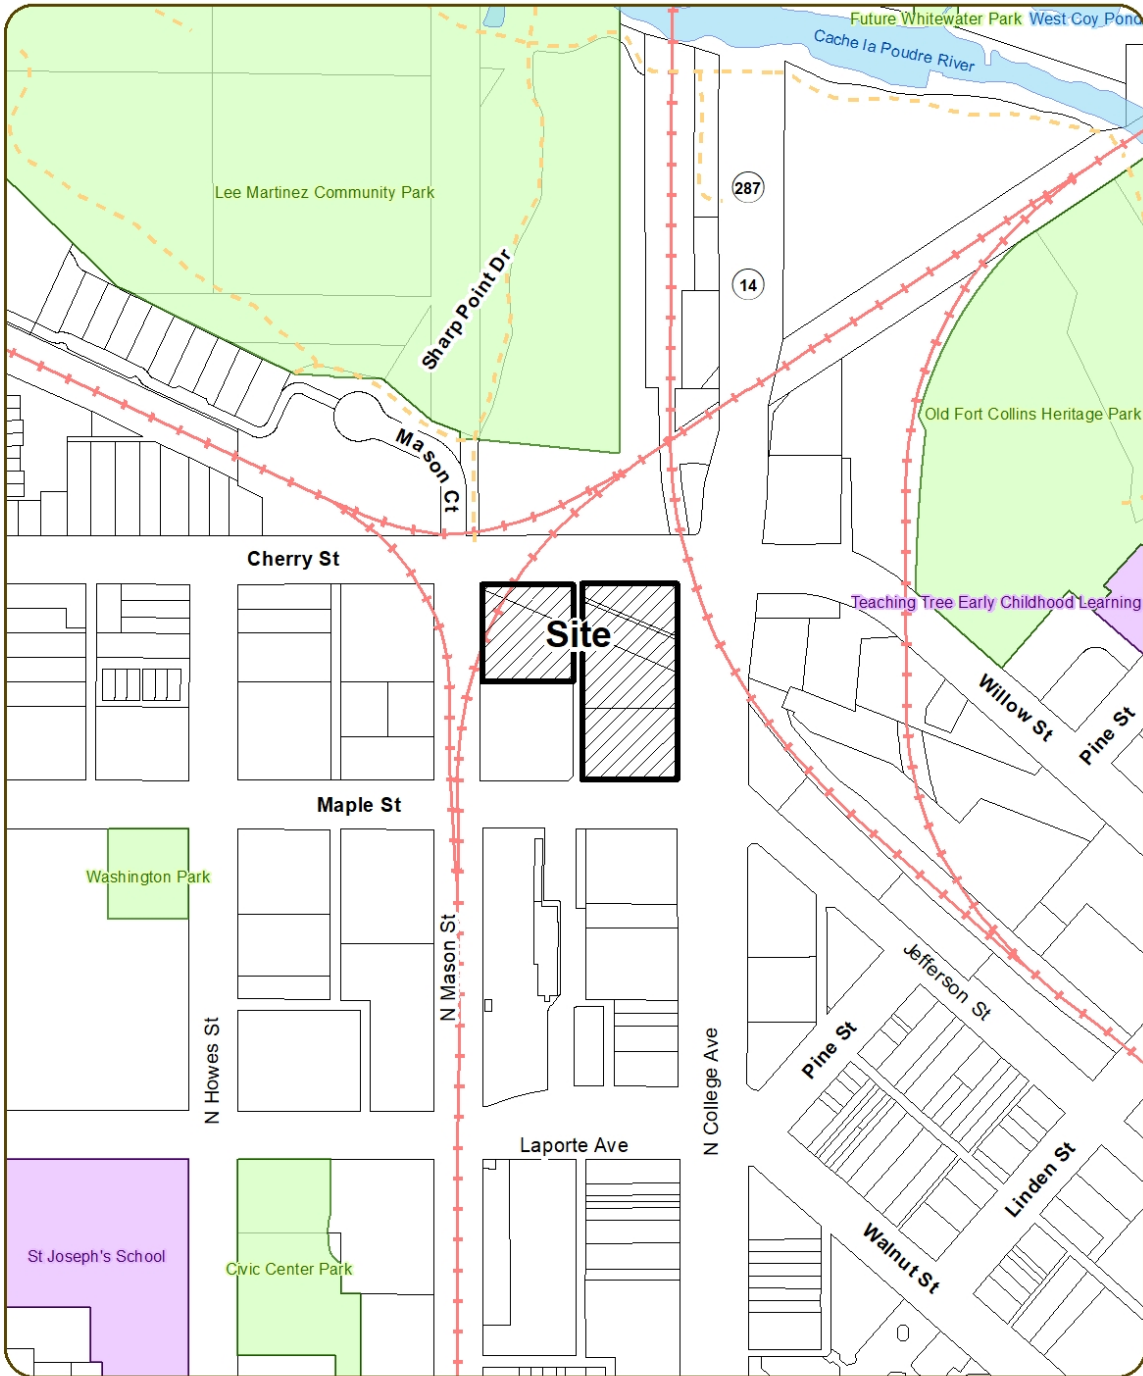 Future Whitewater Park
West Coy Pond
Cache la Poudre River
287
Lee Martinez Community Park
14
Sharp Point Dr
Old Fort Collins Heritage Park
Mason Ct
Cherry St
Teaching Tree Early Childhood Learning
Site
Willow St
Pine St
Maple St
Washington Park
N Mason St
Jefferson St
Pine St
N Howes St
N College Ave
Laporte Ave
Linden St
St Joseph's School
Civic Center Park
Walnut St